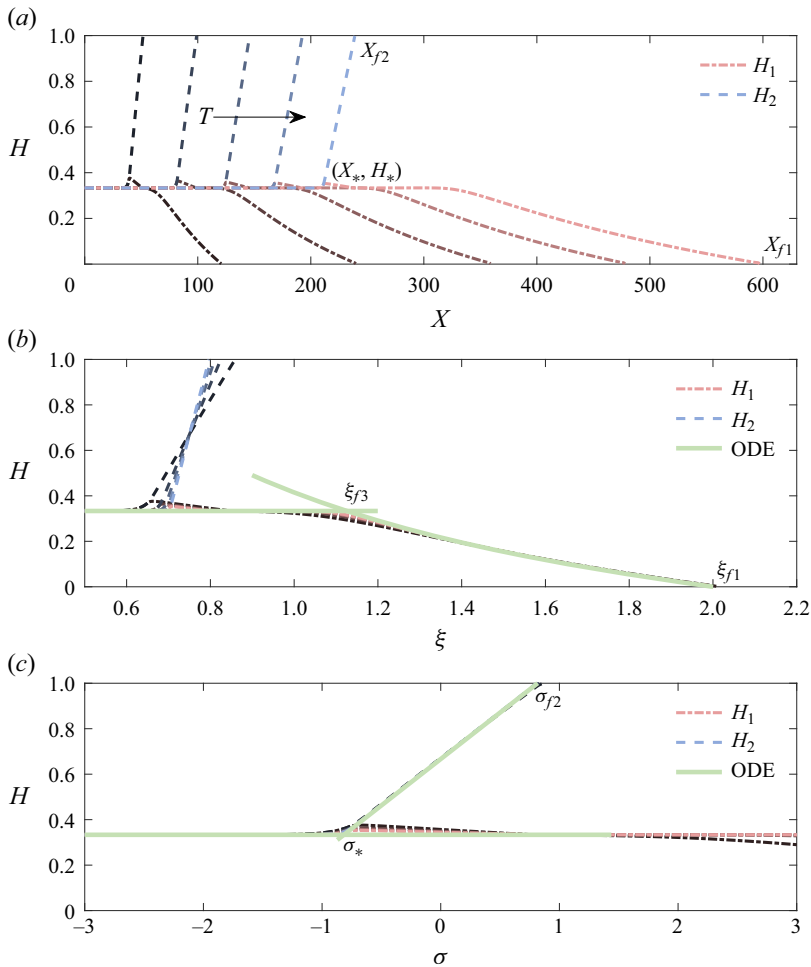 (a)
1.0
0.8
0.6
0.4
0.2
H
T
X_{f2}
(X_*, H_*)
X_{f1}
H_1
H_2
0 100 200 300 400 500 600
X
(b)
1.0
0.8
0.6
0.4
0.2
0
H
ξ_{f3}
ξ_{f1}
H_1
H_2
ODE
0.6 0.8 1.0 1.2 1.4 1.6 1.8 2.0 2.2
ξ
(c)
1.0
0.8
0.6
0.4
0.2
0
H
σ_{f2}
σ_*
H_1
H_2
ODE
–3 –2 –1 0 1 2 3
σ